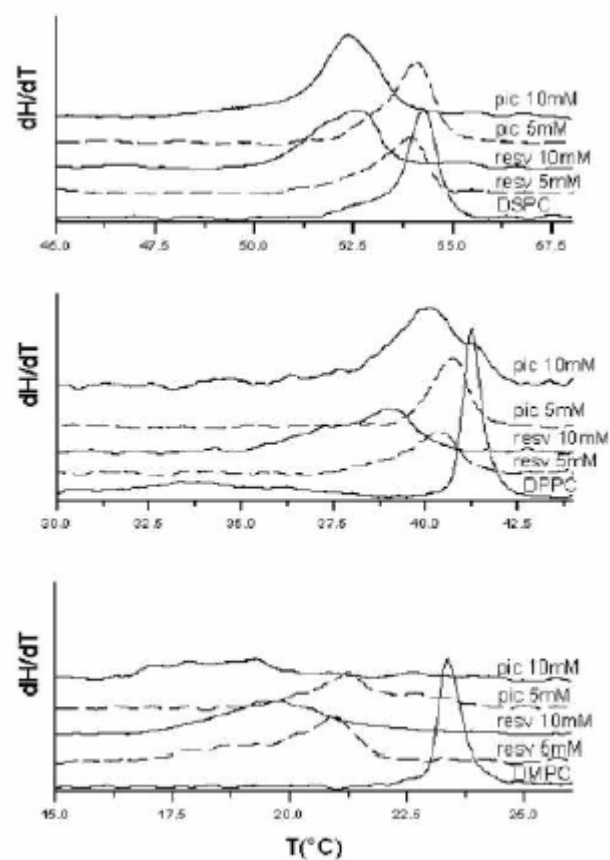 dH/dT
pic 10mM
pic 5mM
resv 10mM
resv 5mM
DSPC
45.0 47.5 50.0 52.5 55.0 57.5
dH/dT
pic 10mM
pic 5mM
resv 10mM
resv 5mM
DPPC
30.0 32.5 35.0 37.5 40.0 42.5
dH/dT
pic 10mM
pic 5mM
resv 10mM
resv 5mM
DMPC
15.0 17.5 20.0 22.5 25.0
T(°C)